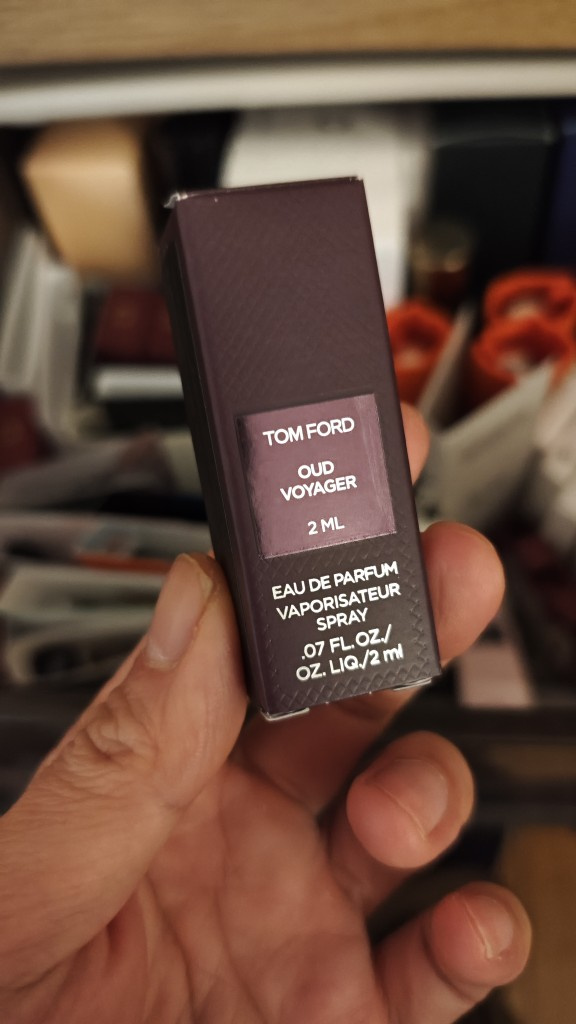 TOM FORD
OUD
VOYAGER
2 ML
EAU DE PARFUM
VAPORISATEUR
SPRAY
.07 FL. OZ./
OZ. LIQ./2 ml